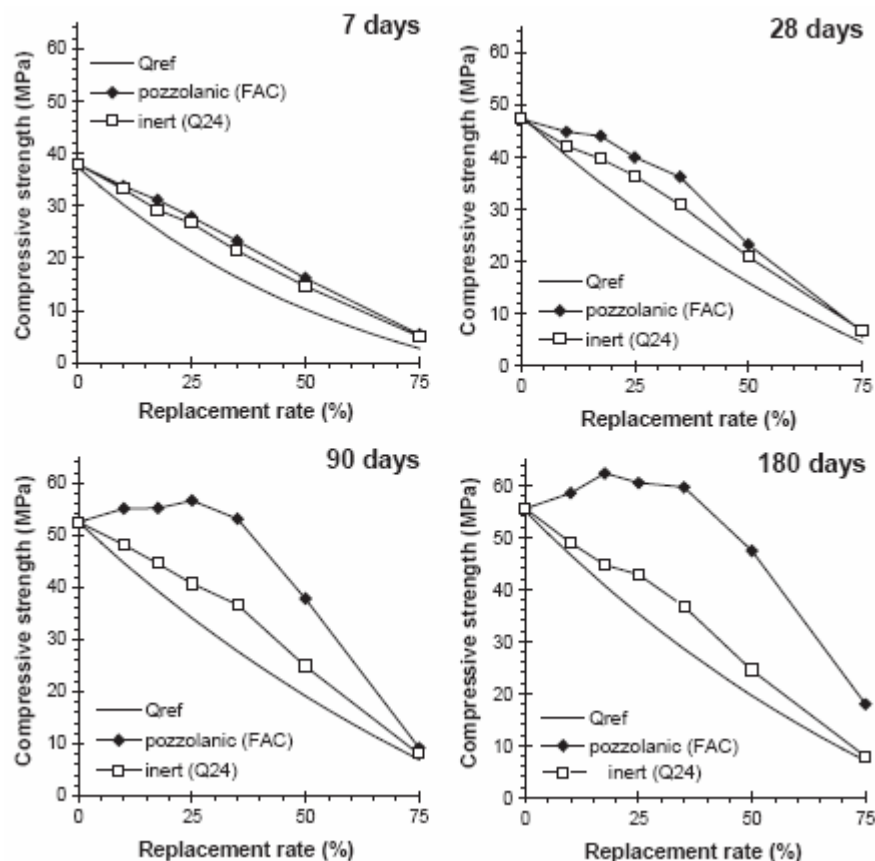 7 days
Compressive strength (MPa)
60
50
40
30
20
10
0
Qref
pozzolanic (FAC)
inert (Q24)
0 25 50 75
Replacement rate (%)
28 days
Compressive strength (MPa)
60
50
40
30
20
10
0
Qref
pozzolanic (FAC)
inert (Q24)
0 25 50 75
Replacement rate (%)
90 days
Compressive strength (MPa)
60
50
40
30
20
10
0
Qref
pozzolanic (FAC)
inert (Q24)
0 25 50 75
Replacement rate (%)
180 days
Compressive strength (MPa)
60
50
40
30
20
10
0
Qref
pozzolanic (FAC)
inert (Q24)
0 25 50 75
Replacement rate (%)